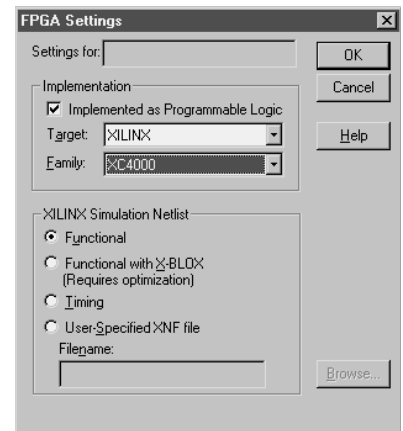 FPGA Settings
Settings for:
OK
Implementation
Cancel
Implemented as Programmable Logic
Target: XILINX
Help
Family: XC4000
XILINX Simulation Netlist
Functional
Functional with X-BLOX
(Requires optimization)
Timing
User-Specified XNF file
Filename:
Browse...